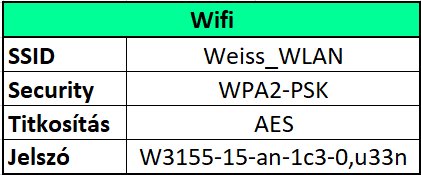 Wifi
SSID Weiss_WLAN
Security WPA2-PSK
Titkosítás AES
Jelszó W3155-15-an-1c3-0,u33n